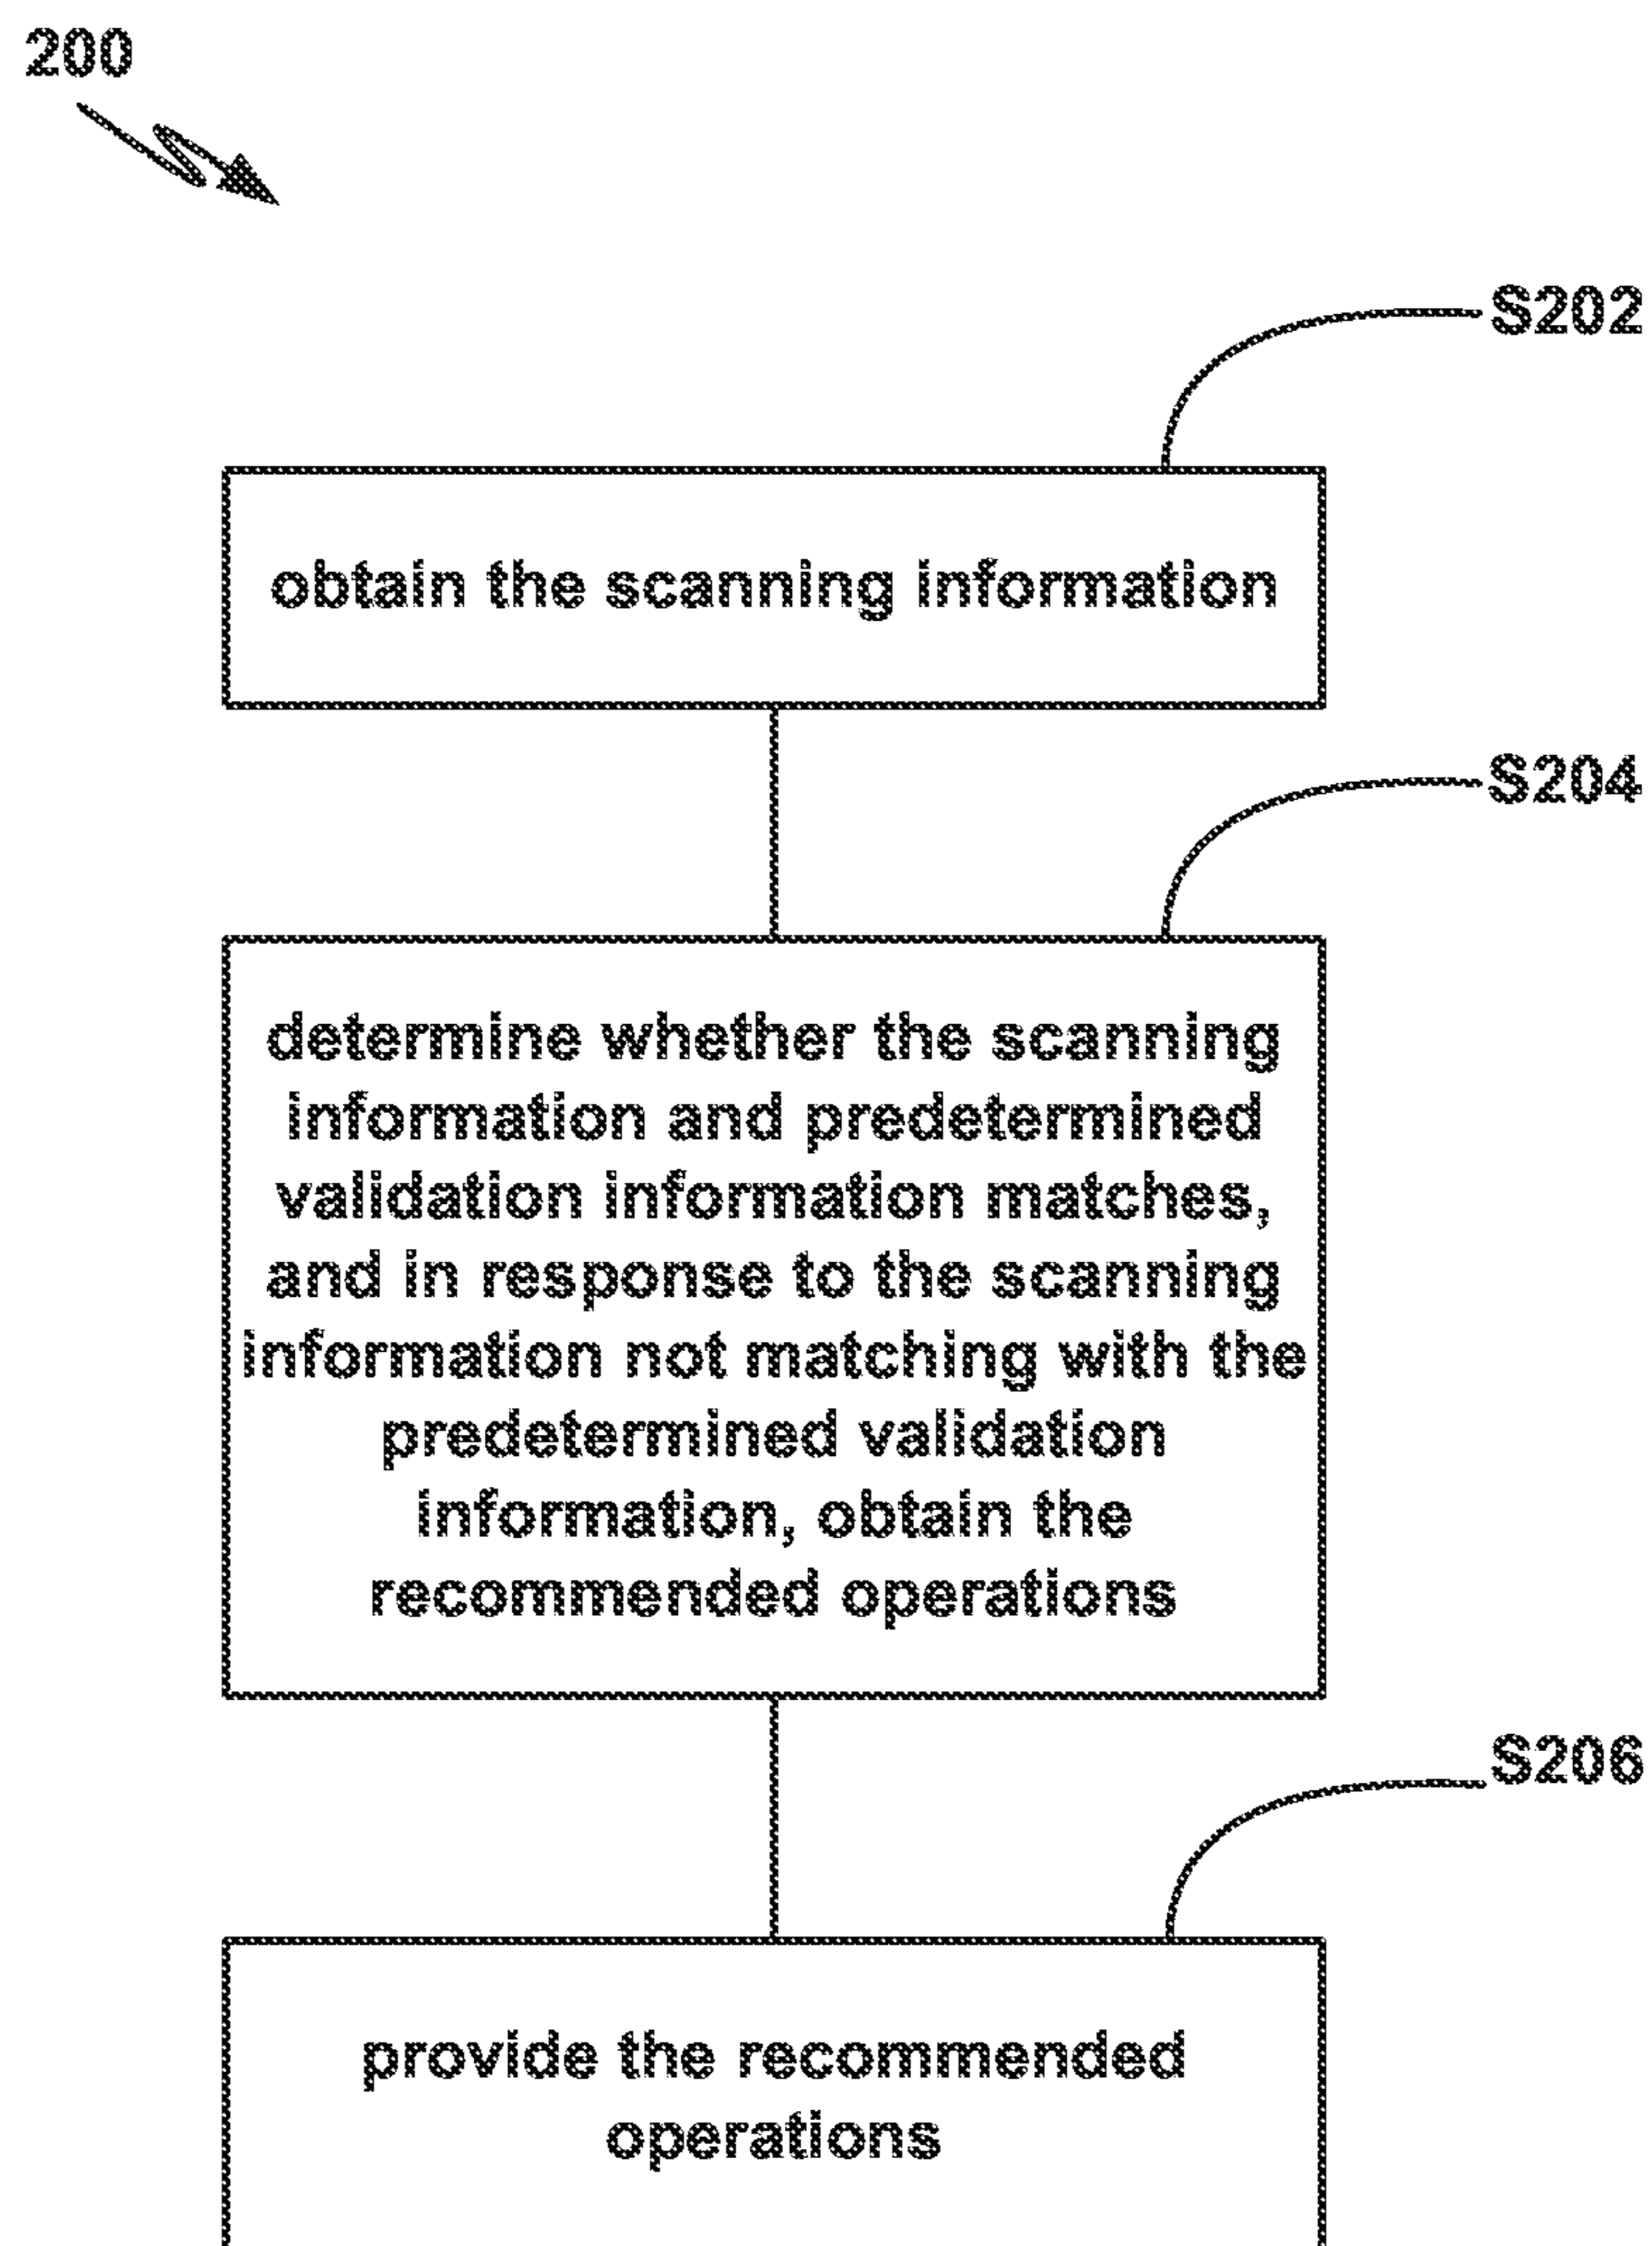 200
S202
obtain the scanning information
S204
determine whether the scanning
information and predetermined
validation information matches,
and in response to the scanning
information not matching with the
predetermined validation
information, obtain the
recommended operations
S206
provide the recommended
operations